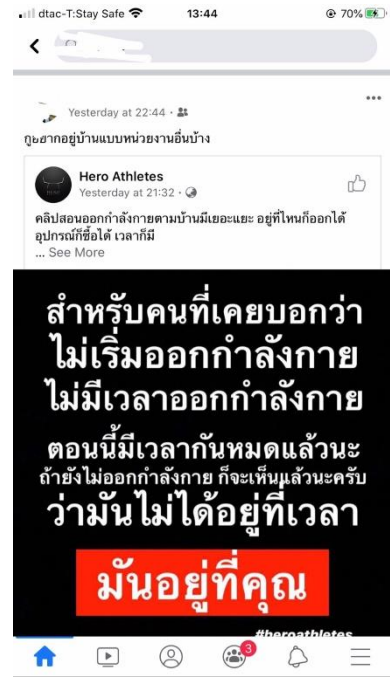 dtac-T:Stay Safe 13:44 70%
Yesterday at 22:44
กูษฮากอยู่บ้านแบบหน่วยงานอื่นบ้าง
Hero Athletes
Yesterday at 21:32
คลิปสอนออกกำลังกายตามบ้านมีเยอะแยะ อยู่ที่ไหนก็ออกได้
อุปกรณ์ก็ซื้อได้ เวลาก็มี
... See More
สำหรับคนที่เคยบอกว่า
ไม่เริ่มออกกำลังกาย
ไม่มีเวลาออกกำลังกาย
ตอนนี้มีเวลากันหมดแล้วนะ
ถ้ายังไม่ออกกำลังกาย ก็จะเห็นแล้วนะครับ
ว่ามันไม่ได้อยู่ที่เวลา
มันอยู่ที่คุณ
#heroathletes
3